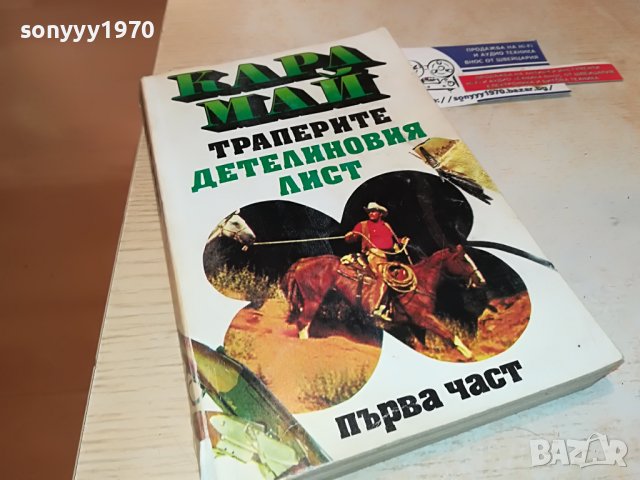 sonyyy1970
КАРЛ
МАЙ
ТРАПЕРИТЕ
ДЕТЕЛИНОВИЯ
ЛИСТ
ПЪРВА ЧАСТ
ПРОДАЖБА НА HI-FI
И АУДИО ТЕХНИКА
ВНОС ОТ ШВЕЙЦАРИЯ
//sonyyy1970.bazar.bg/
BAZAR